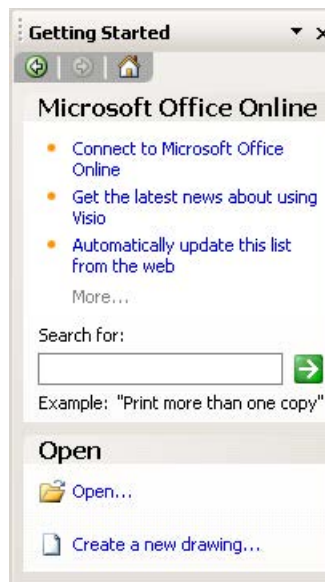 Getting Started
Microsoft Office Online
Connect to Microsoft Office
Online
Get the latest news about using
Visio
Automatically update this list
from the web
More...
Search for:
Example: "Print more than one copy"
Open
Open...
Create a new drawing...